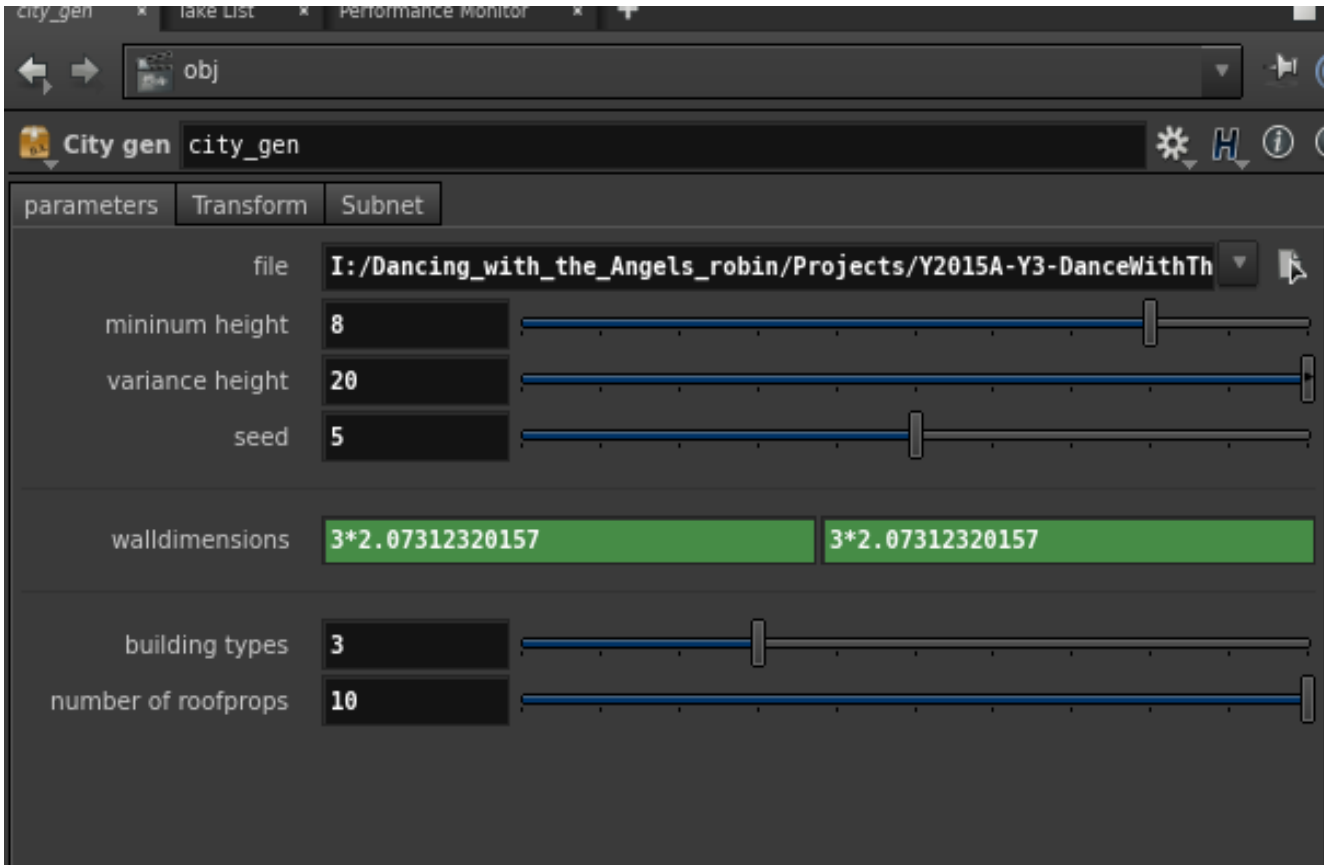 city_gen × Take List × Performance Monitor × +
obj
City gen city_gen
parameters Transform Subnet
file I:/Dancing_with_the_Angels_robin/Projects/Y2015A-Y3-DanceWithTh
mininum height 8
variance height 20
seed 5
walldimensions 3*2.07312320157 3*2.07312320157
building types 3
number of roofprops 10